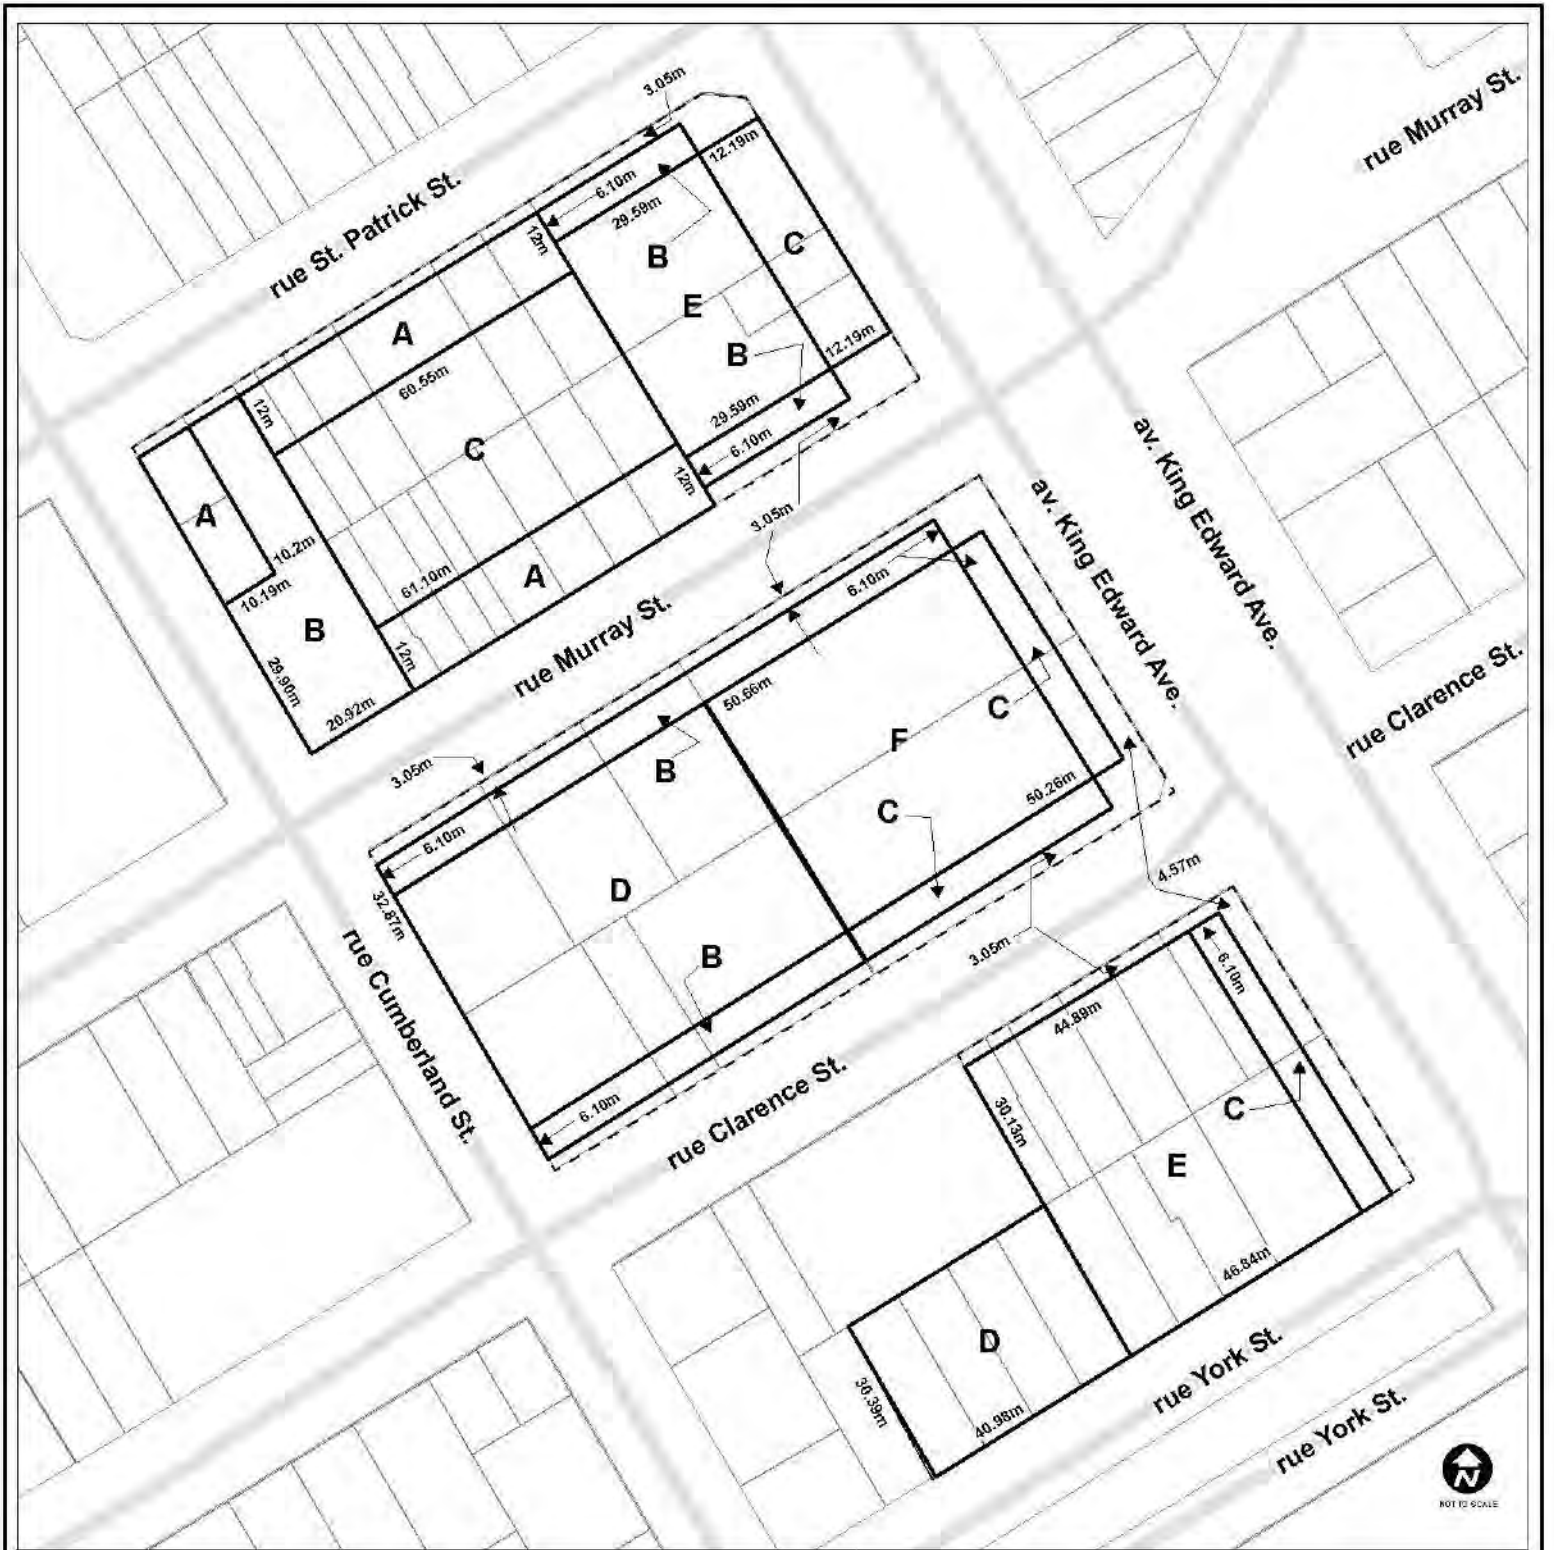 rue Murray St.
3.05m
rue St. Patrick St.
12.19m
6.10m
29.59m
12m
B
C
A
E
60.55m
12m
B
12.19m
29.59m
6.10m
C
12m
A
10.2m
10.19m
61.10m
A
B
12m
29.90m
20.92m
3.05m
rue Murray St.
av. King Edward Ave.
av. King Edward Ave.
6.10m
50.66m
C
F
B
3.05m
50.26m
C
6.10m
32.87m
D
B
4.57m
3.05m
rue Clarence St.
rue Cumberland St.
6.10m
rue Clarence St.
6.10m
44.89m
30.13m
C
E
46.84m
D
30.39m
40.98m
rue York St.
rue York St.
N
NOT TO SCALE